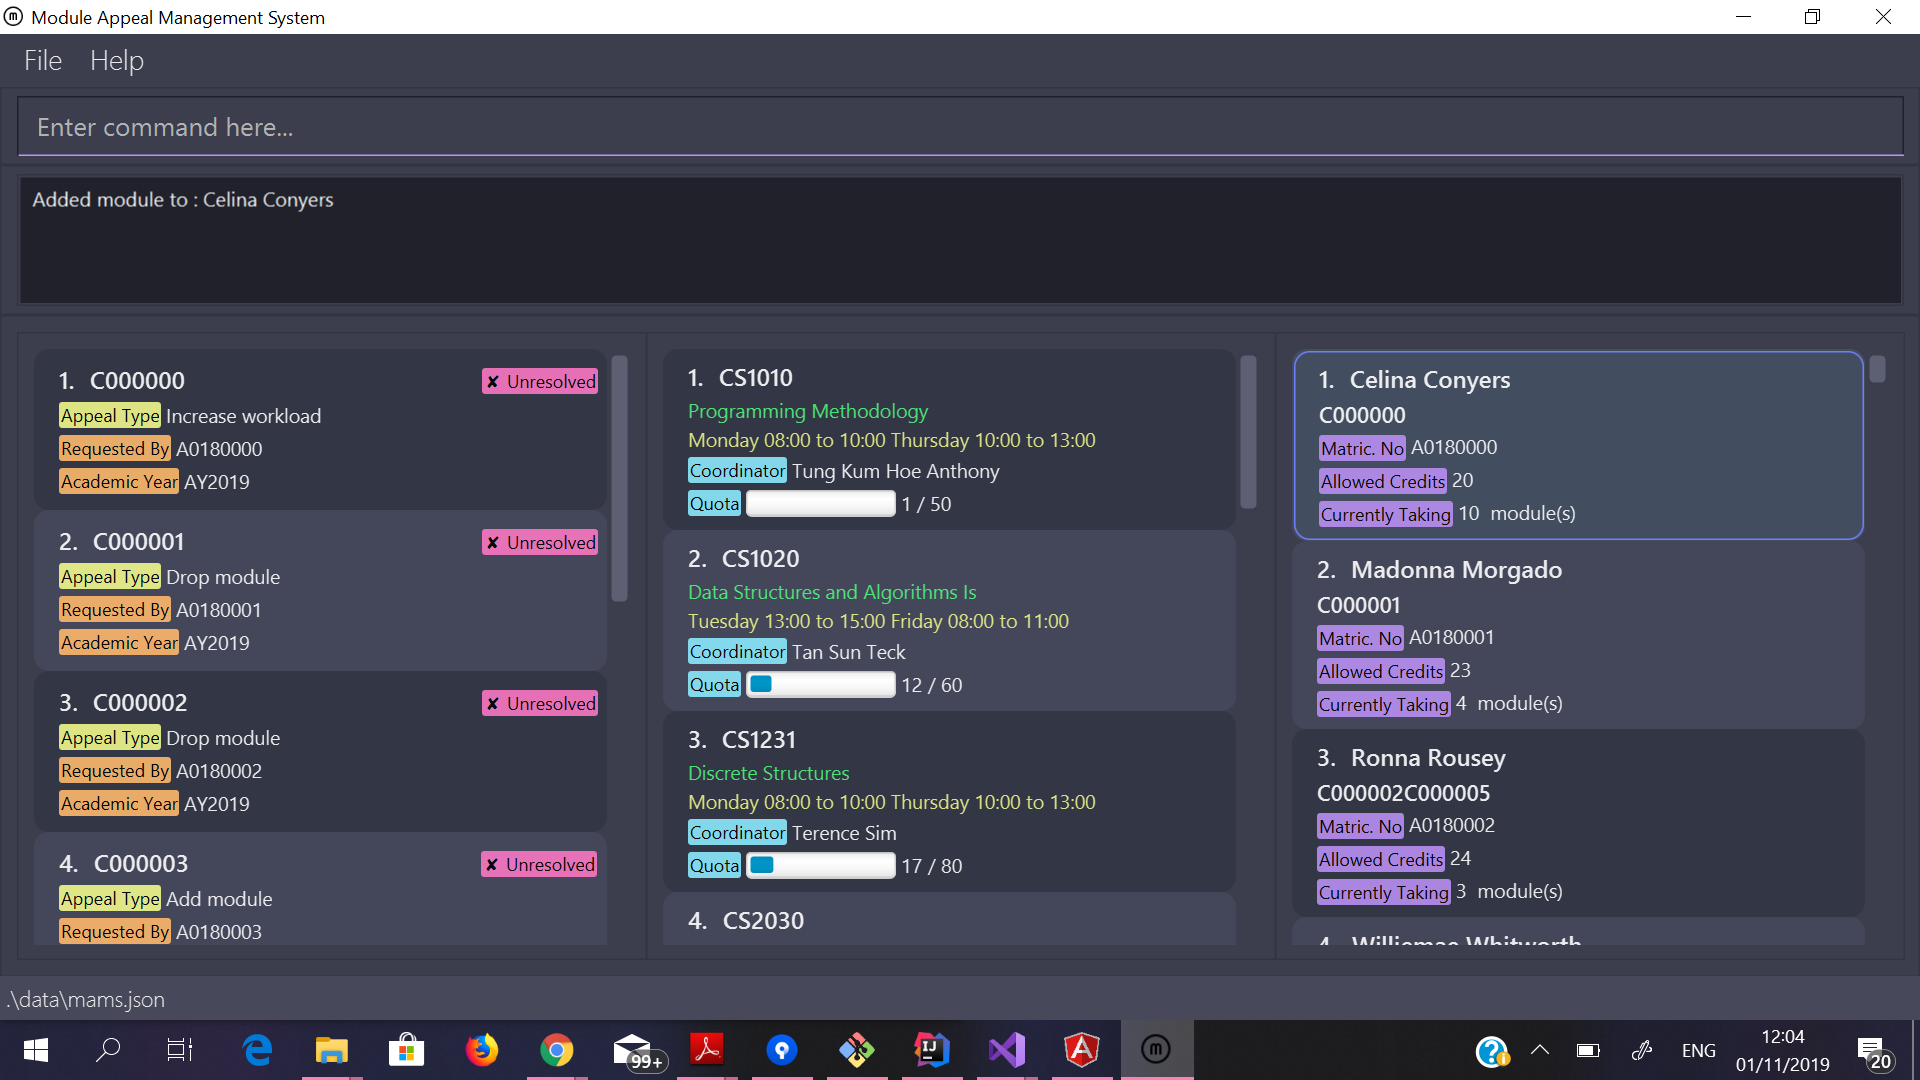 Module Appeal Management System
File Help
Enter command here...
Added module to : Celina Conyers
1. C000000
✘ Unresolved
Appeal Type Increase workload
Requested By A0180000
Academic Year AY2019
2. C000001
✘ Unresolved
Appeal Type Drop module
Requested By A0180001
Academic Year AY2019
3. C000002
✘ Unresolved
Appeal Type Drop module
Requested By A0180002
Academic Year AY2019
4. C000003
✘ Unresolved
Appeal Type Add module
Requested By A0180003
1. CS1010
Programming Methodology
Monday 08:00 to 10:00 Thursday 10:00 to 13:00
Coordinator Tung Kum Hoe Anthony
Quota 1 / 50
2. CS1020
Data Structures and Algorithms Is
Tuesday 13:00 to 15:00 Friday 08:00 to 11:00
Coordinator Tan Sun Teck
Quota 12 / 60
3. CS1231
Discrete Structures
Monday 08:00 to 10:00 Thursday 10:00 to 13:00
Coordinator Terence Sim
Quota 17 / 80
4. CS2030
1. Celina Conyers
C000000
Matric. No A0180000
Allowed Credits 20
Currently Taking 10 module(s)
2. Madonna Morgado
C000001
Matric. No A0180001
Allowed Credits 23
Currently Taking 4 module(s)
3. Ronna Rousey
C000002C000005
Matric. No A0180002
Allowed Credits 24
Currently Taking 3 module(s)
4. Williemae Whitworth
.\data\mams.json
99+
ENG
12:04
01/11/2019
20